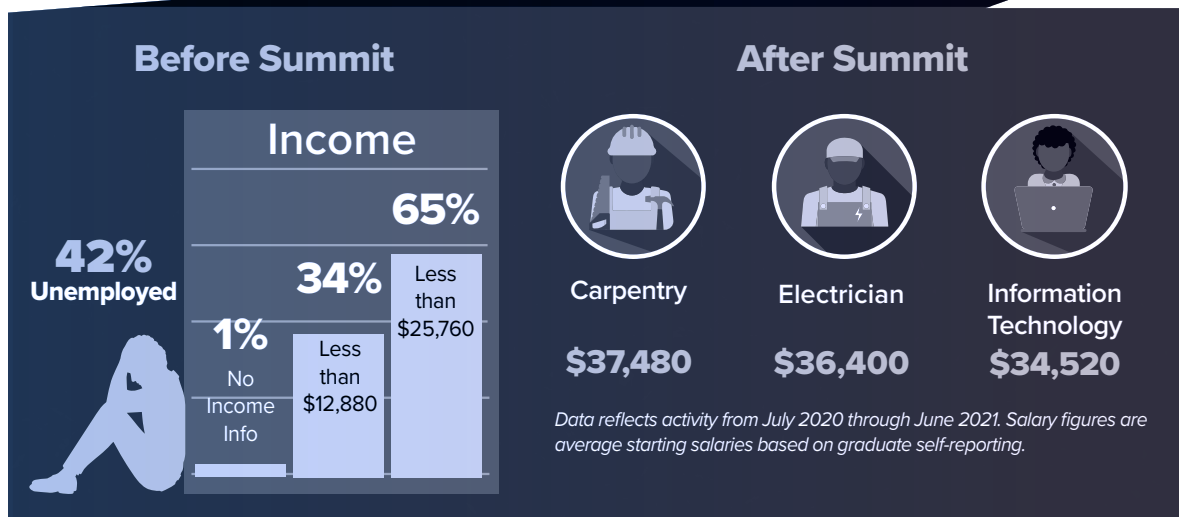 Before Summit
42%
Unemployed
Income
1%
No
Income
Info
34%
Less
than
$12,880
65%
Less
than
$25,760
After Summit
Carpentry
$37,480
Electrician
$36,400
Information
Technology
$34,520
Data reflects activity from July 2020 through June 2021. Salary figures are
average starting salaries based on graduate self-reporting.